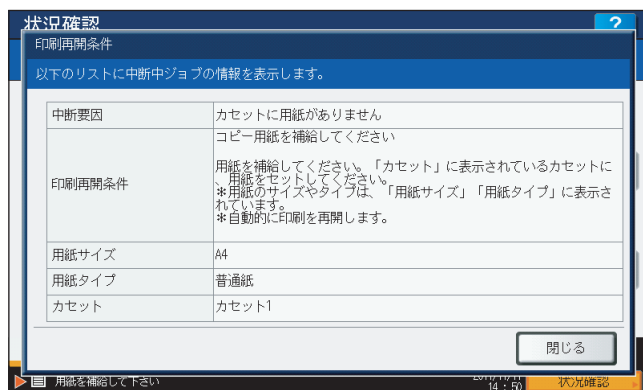 状況確認
?
印刷再開条件
以下のリストに中断中ジョブの情報を表示します。
中断要因 カセットに用紙がありません
印刷再開条件 コピー用紙を補給してください
用紙を補給してください。「カセット」に表示されているカセットに
、用紙をセットしてください。
*用紙のサイズやタイプは、「用紙サイズ」「用紙タイプ」に表示さ
れています。
*自動的に印刷を再開します。
用紙サイズ A4
用紙タイプ 普通紙
カセット カセット1
閉じる
用紙を補給して下さい
14:50
状況確認